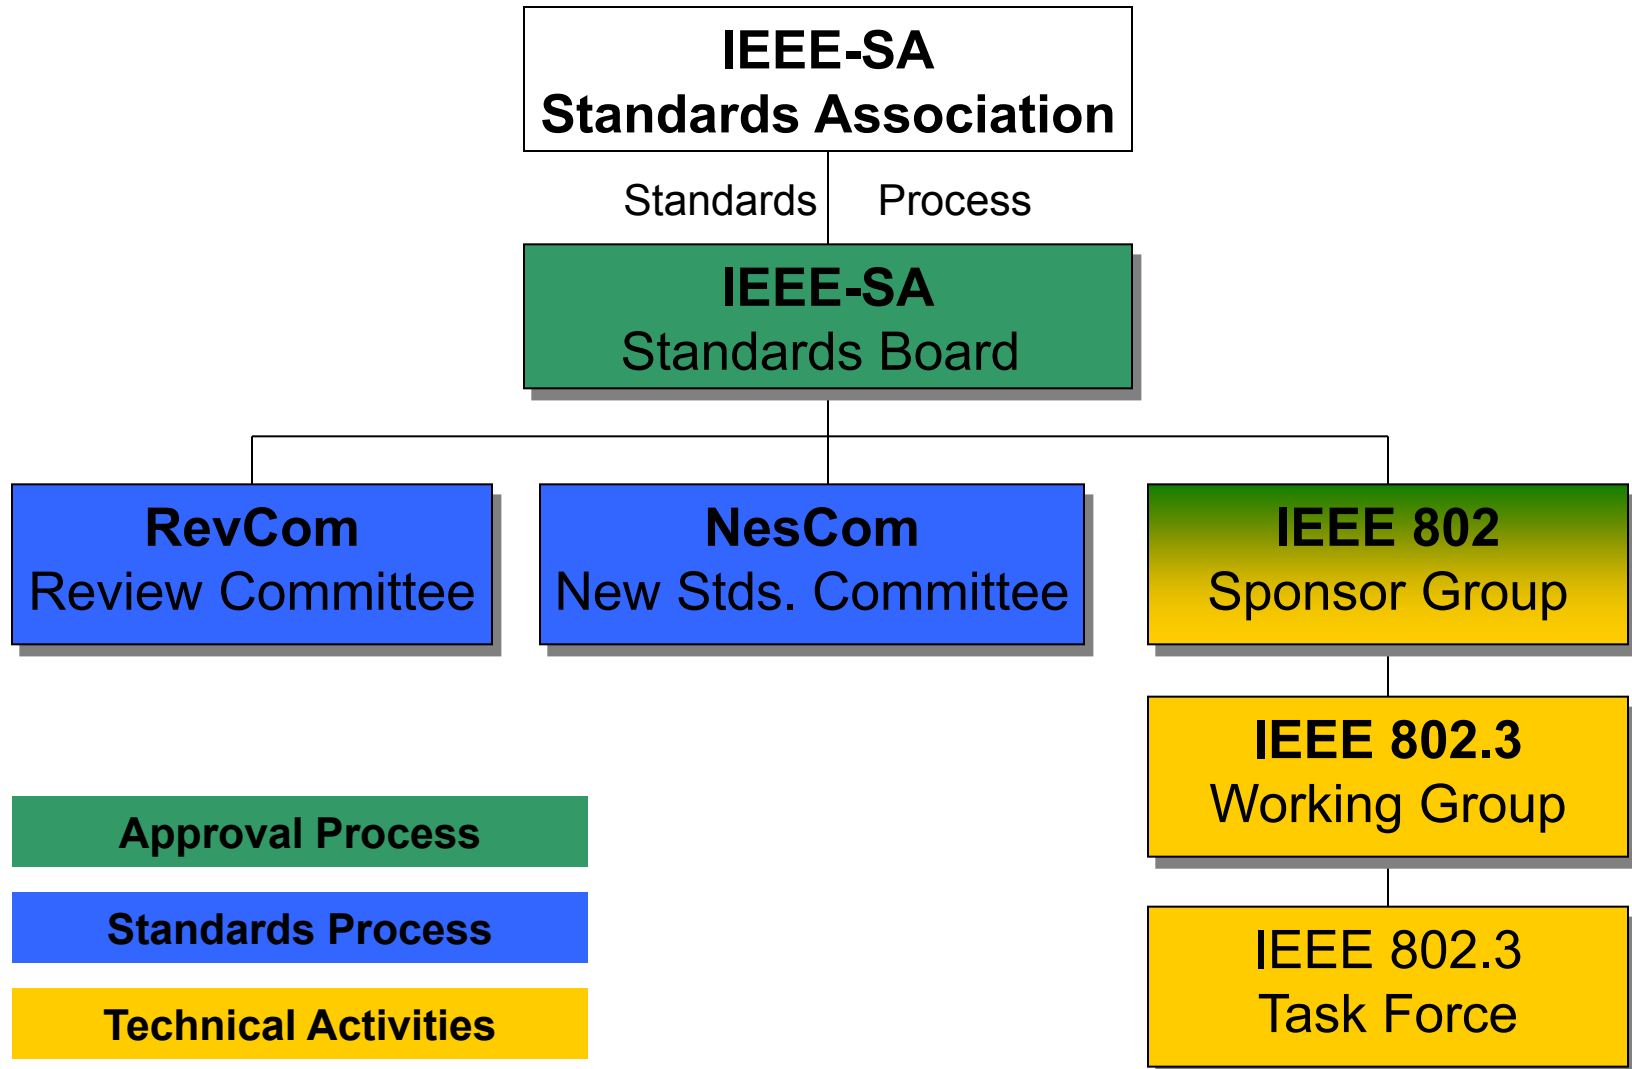 IEEE-SA
Standards Association
Standards Process
IEEE-SA
Standards Board
RevCom
Review Committee
NesCom
New Stds. Committee
IEEE 802
Sponsor Group
IEEE 802.3
Working Group
IEEE 802.3
Task Force
Approval Process
Standards Process
Technical Activities